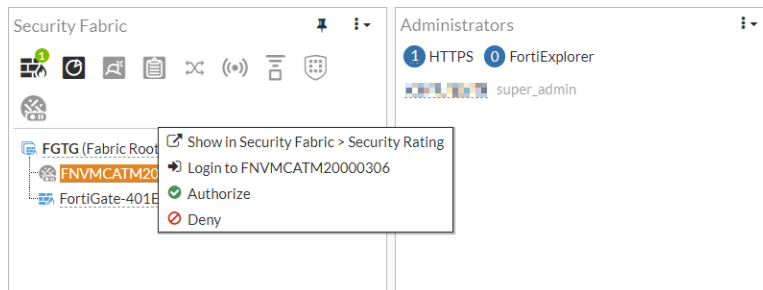 Security Fabric
1
FGTG (Fabric Root
FNVMCATM20
FortiGate-401E
Show in Security Fabric > Security Rating
Login to FNVMCATM20000306
Authorize
Deny
Administrators
1 HTTPS 0 FortiExplorer
super_admin